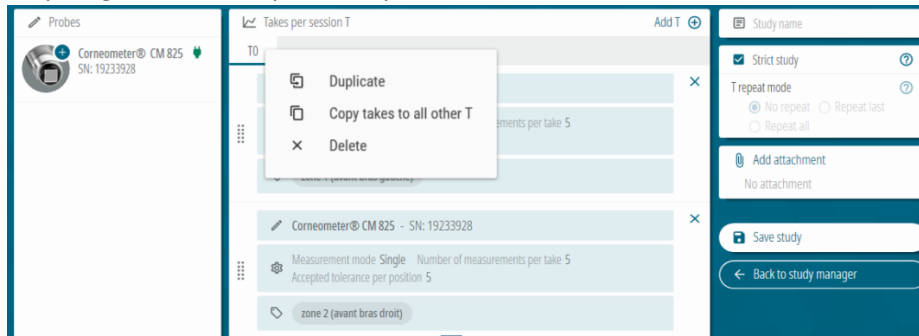 Probes
Corneometer® CM 825
SN: 19233928
Takes per session T
Add T
T0
Duplicate
Copy takes to all other T
Delete
ements per take 5
zone 1 (avant bras gauche)
Corneometer® CM 825 - SN: 19233928
Measurement mode Single Number of measurements per take 5
Accepted tolerance per position 5
zone 2 (avant bras droit)
Study name
Strict study
T repeat mode
No repeat Repeat last
Repeat all
Add attachment
No attachment
Save study
Back to study manager